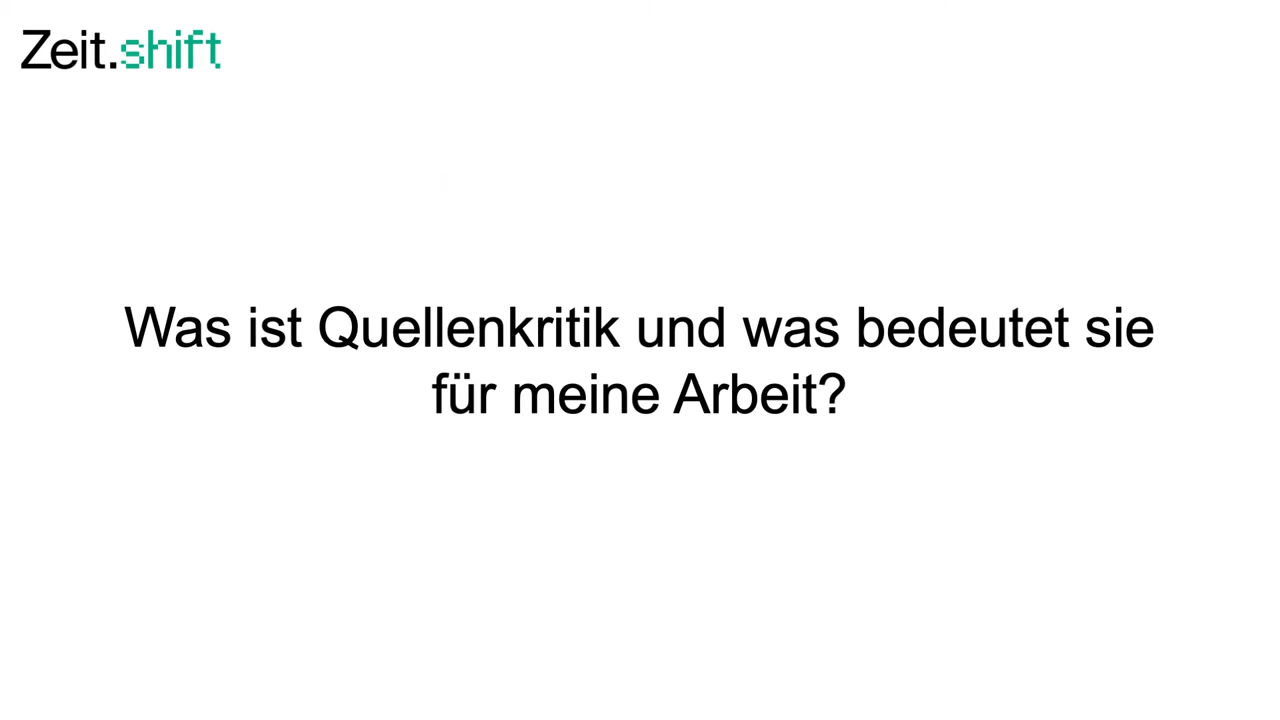 Zeit.shift
Was ist Quellenkritik und was bedeutet sie
für meine Arbeit?